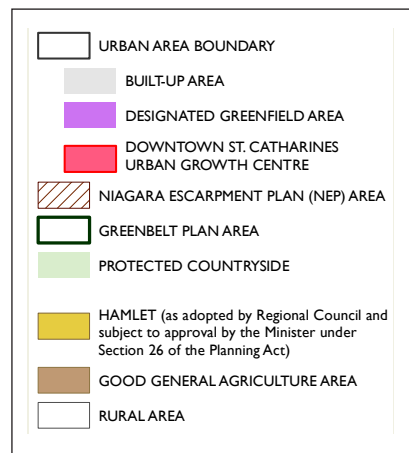 URBAN AREA BOUNDARY
BUILT-UP AREA
DESIGNATED GREENFIELD AREA
DOWNTOWN ST. CATHARINES
URBAN GROWTH CENTRE
NIAGARA ESCARPMENT PLAN (NEP) AREA
GREENBELT PLAN AREA
PROTECTED COUNTRYSIDE
HAMLET (as adopted by Regional Council and
subject to approval by the Minister under
Section 26 of the Planning Act)
GOOD GENERAL AGRICULTURE AREA
RURAL AREA